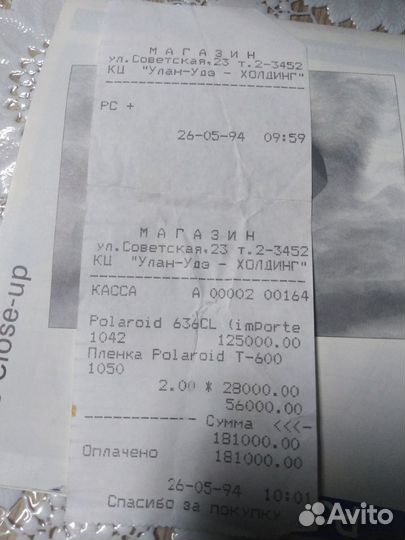 МАГАЗИН
ул.Советская,23 т.2-3452
КЦ "Улан-Удэ - ХОЛДИНГ"
РС +
26-05-94 09:59
МАГАЗИН
ул.Советская,23 т.2-3452
КЦ "Улан-Удэ - ХОЛДИНГ"
КАССА A 00002 00164
Polaroid 636CL (importe
1042 125000.00
Пленка Polaroid T-600
1050
2.00 * 28000.00
56000.00
---------- Сумма <<<-
181000.00
Оплачено 181000.00
26-05-94 10:01
Спасибо за покупку
Close-up
Avito